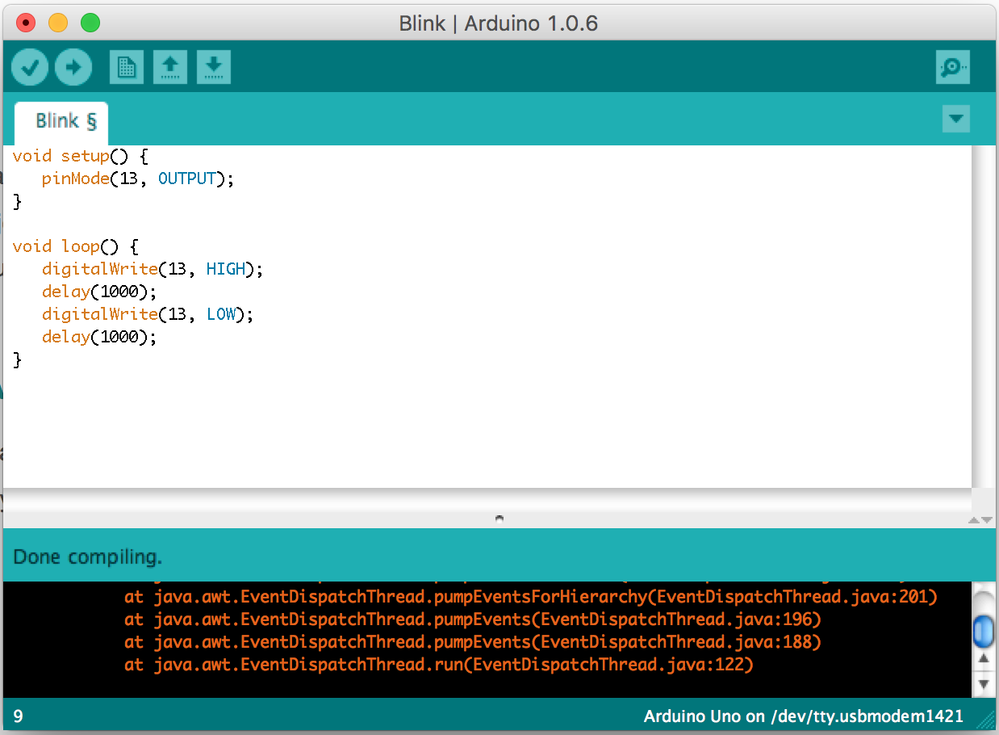 Blink | Arduino 1.0.6
Blink §
void setup() {
   pinMode(13, OUTPUT);
}

void loop() {
   digitalWrite(13, HIGH);
   delay(1000);
   digitalWrite(13, LOW);
   delay(1000);
}
Done compiling.
at java.awt.EventDispatchThread.pumpEventsForHierarchy(EventDispatchThread.java:201)
at java.awt.EventDispatchThread.pumpEvents(EventDispatchThread.java:196)
at java.awt.EventDispatchThread.pumpEvents(EventDispatchThread.java:188)
at java.awt.EventDispatchThread.run(EventDispatchThread.java:122)
9
Arduino Uno on /dev/tty.usbmodem1421